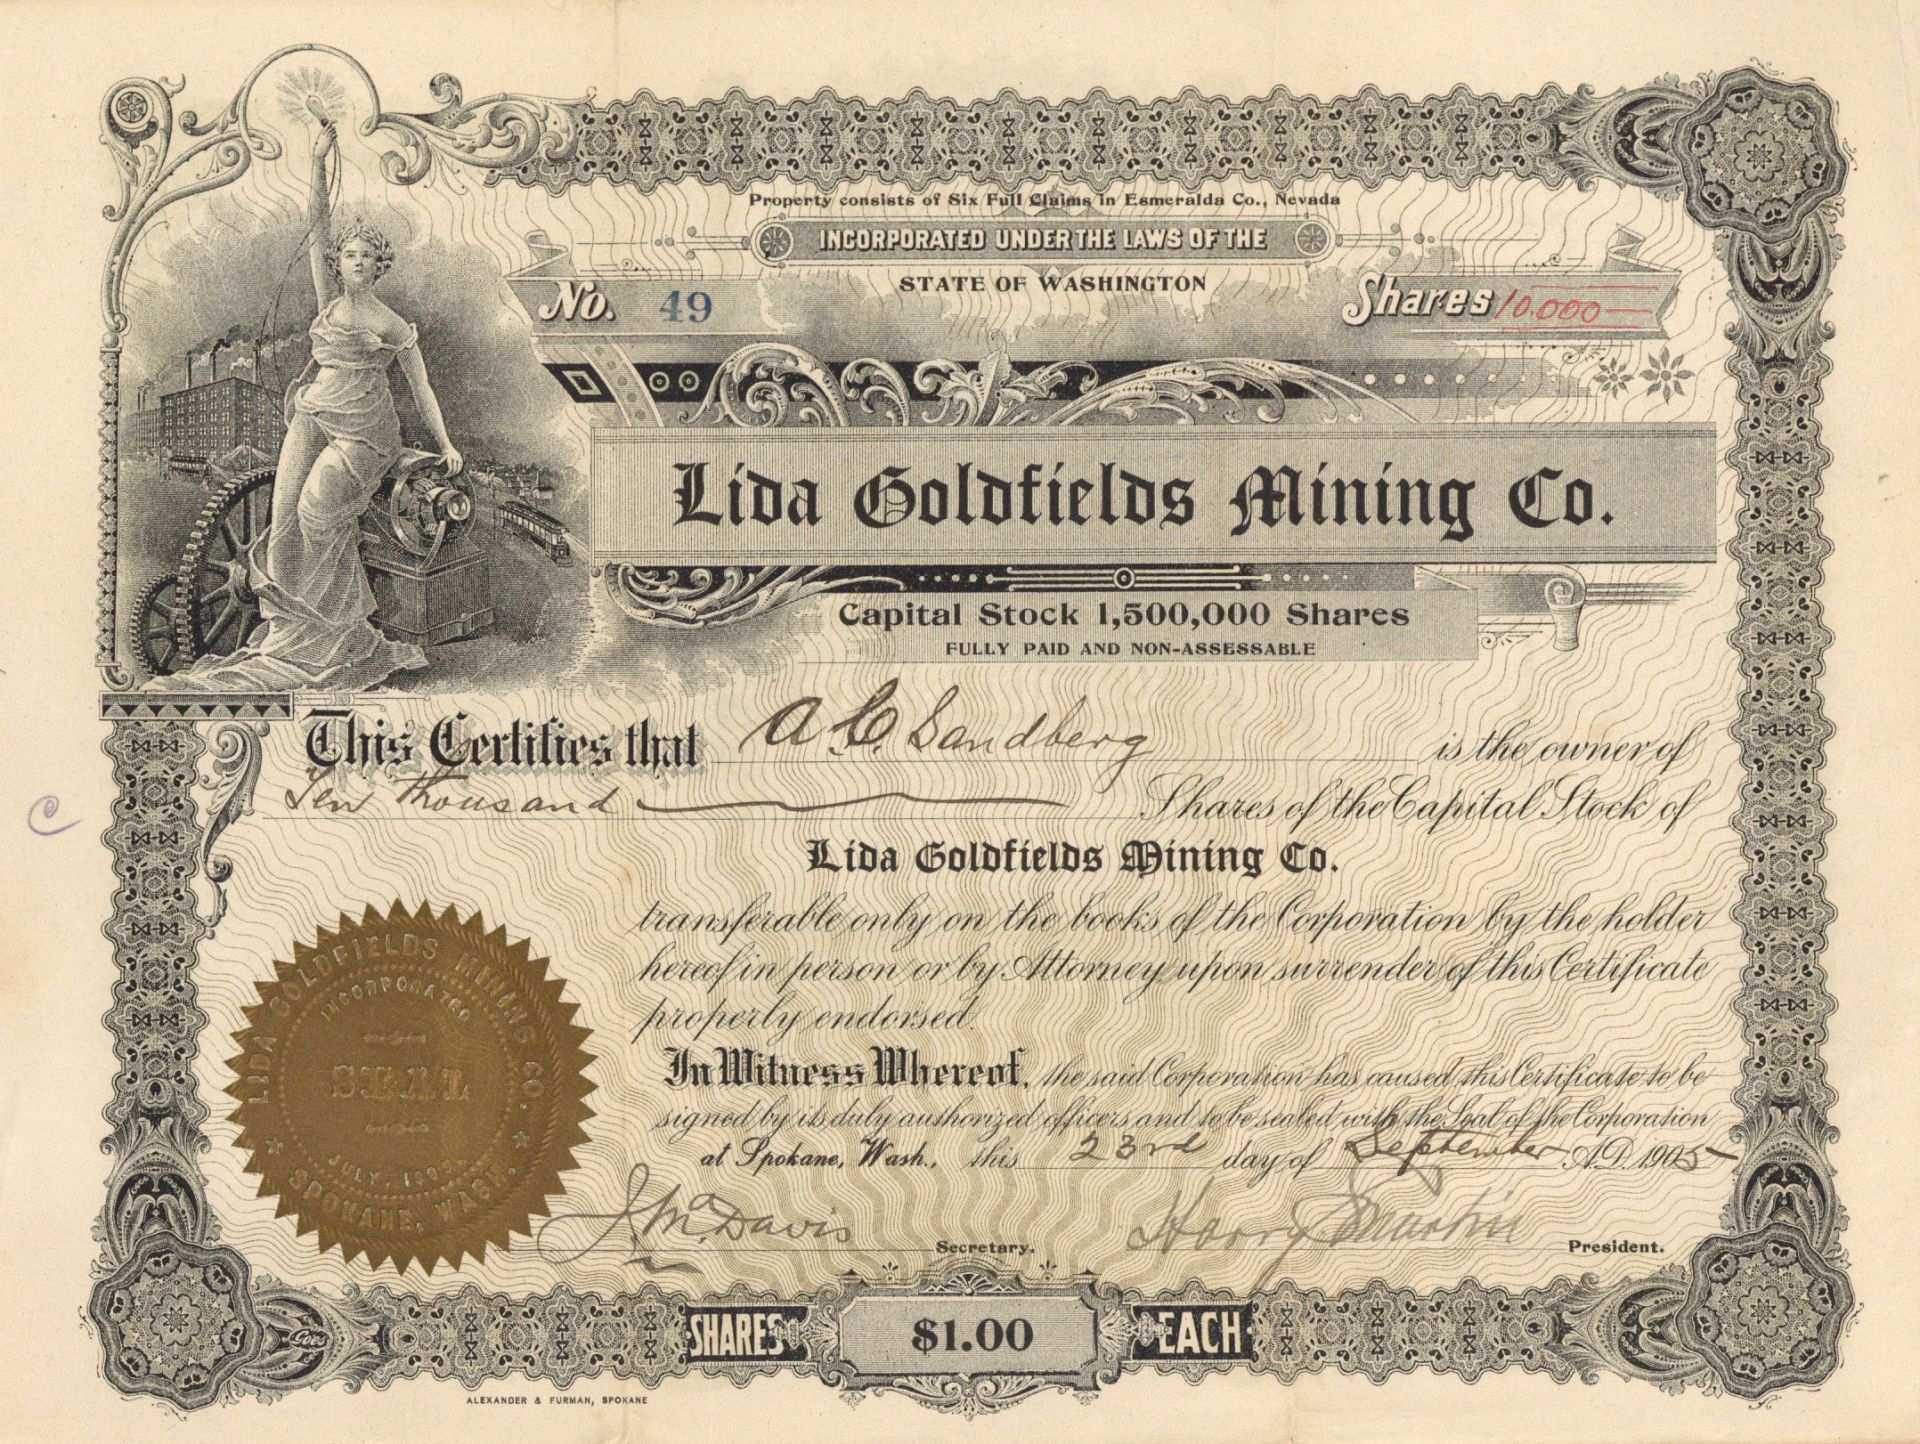 Property consists of Six Full Claims in Esmeralda Co., Nevada
INCORPORATED UNDER THE LAWS OF THE
STATE OF WASHINGTON
No. 49
Shares 10.000
Lida Goldfields Mining Co.
Capital Stock 1,500,000 Shares
FULLY PAID AND NON-ASSESSABLE
This Certifies that A. C. Sandberg is the owner of
Ten Thousand Shares of the Capital Stock of
Lida Goldfields Mining Co.
transferable only on the books of the Corporation by the holder
hereof in person or by Attorney upon surrender of this Certificate
properly endorsed.
In Witness Whereof, the said Corporation has caused this Certificate to be
signed by its duly authorized officers and to be sealed with the Seal of the Corporation
at Spokane, Wash., this 23rd day of September A.D. 1905
J. Mc Davis Secretary.
Harry Martin President.
LIDA GOLDFIELDS MINING CO.
INCORPORATED
SEAL
JULY, 1905.
SPOKANE, WASH.
SHARES $1.00 EACH
Goes
ALEXANDER & FURMAN, SPOKANE
C